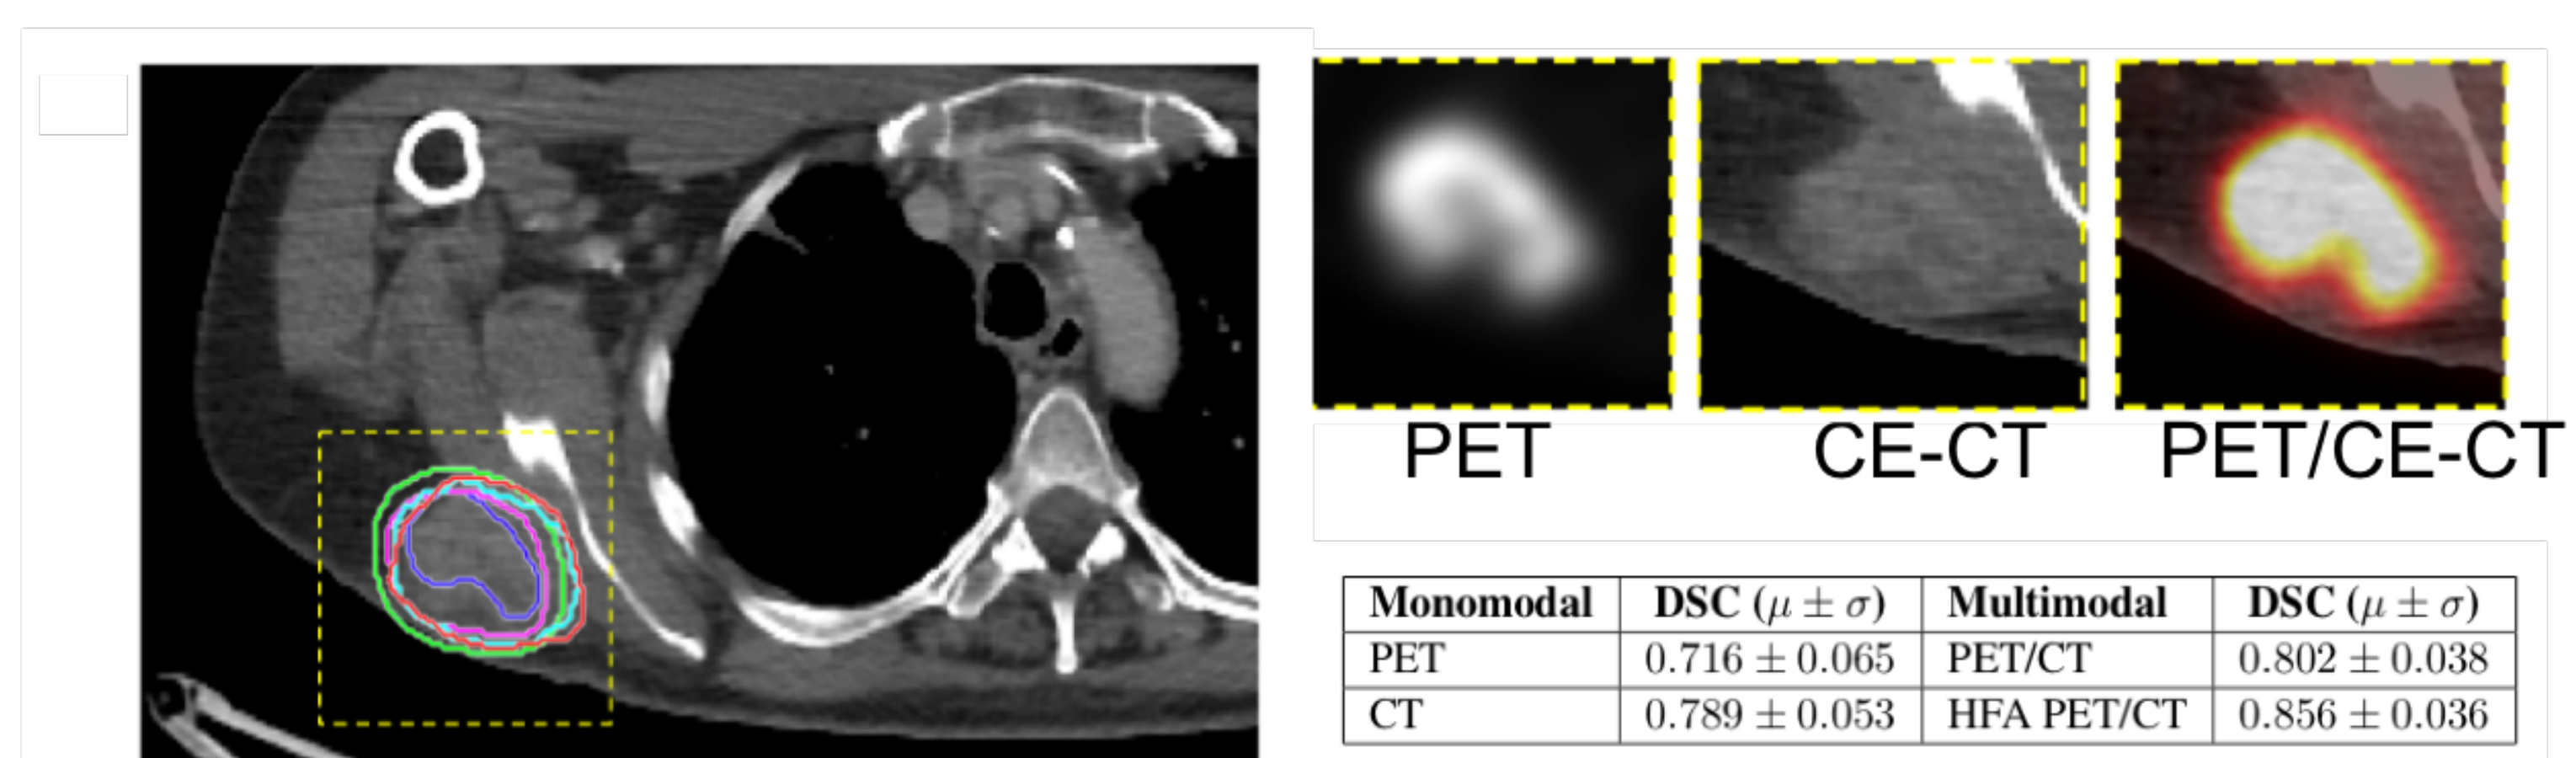 PET CE-CT PET/CE-CT
Monomodal DSC (μ ± σ) Multimodal DSC (μ ± σ)
PET 0.716 ± 0.065 PET/CT 0.802 ± 0.038
CT 0.789 ± 0.053 HFA PET/CT 0.856 ± 0.036